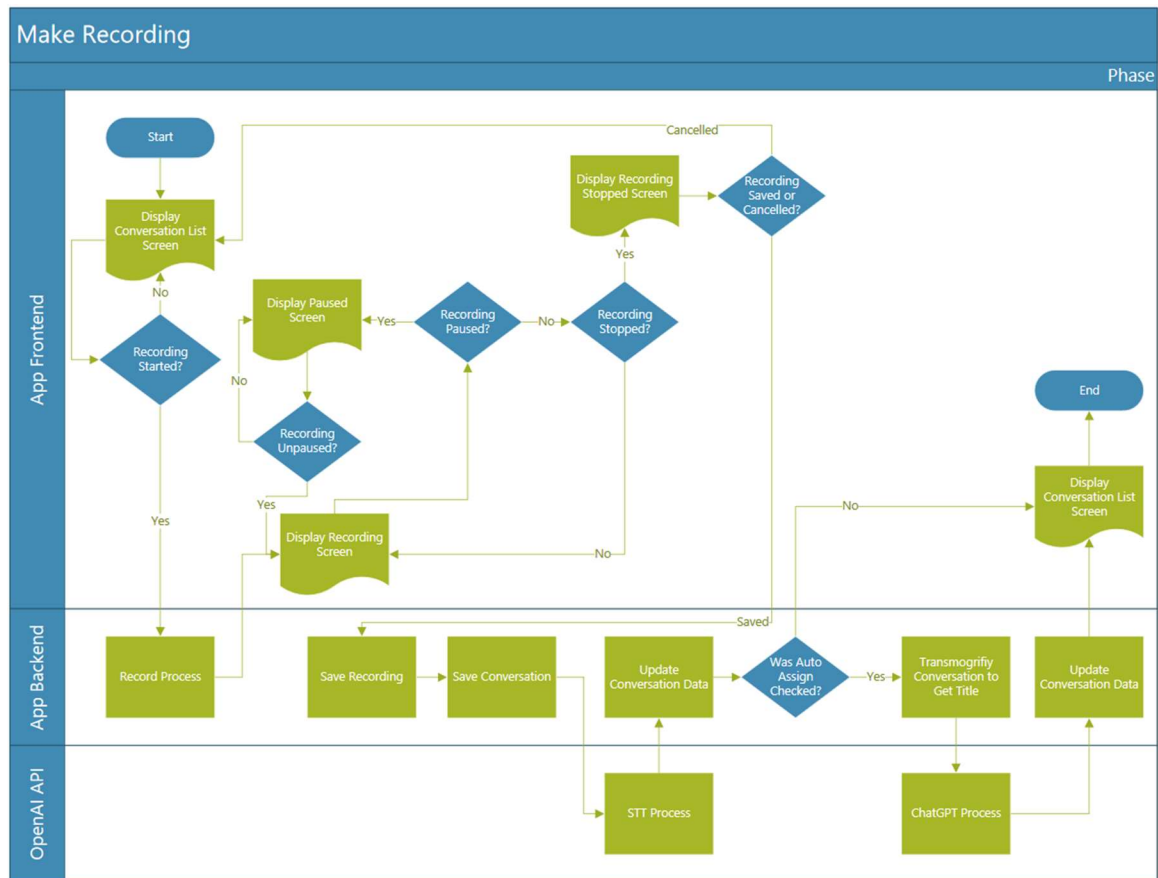 Make Recording
Phase
App Frontend
Start
Cancelled
Display
Conversation List
Screen
No
Recording
Started?
Yes
Display Paused
Screen
No
Recording
Unpaused?
Yes
Display Recording
Screen
Yes
Recording
Paused?
No
Display Recording
Stopped Screen
Yes
Recording
Stopped?
No
Recording
Saved or
Cancelled?
No
End
Display
Conversation List
Screen
App Backend
Record Process
Save Recording
Save Conversation
Saved
Update
Conversation Data
Was Auto
Assign
Checked?
Yes
Transmogrifiy
Conversation to
Get Title
Update
Conversation Data
OpenAI API
STT Process
ChatGPT Process